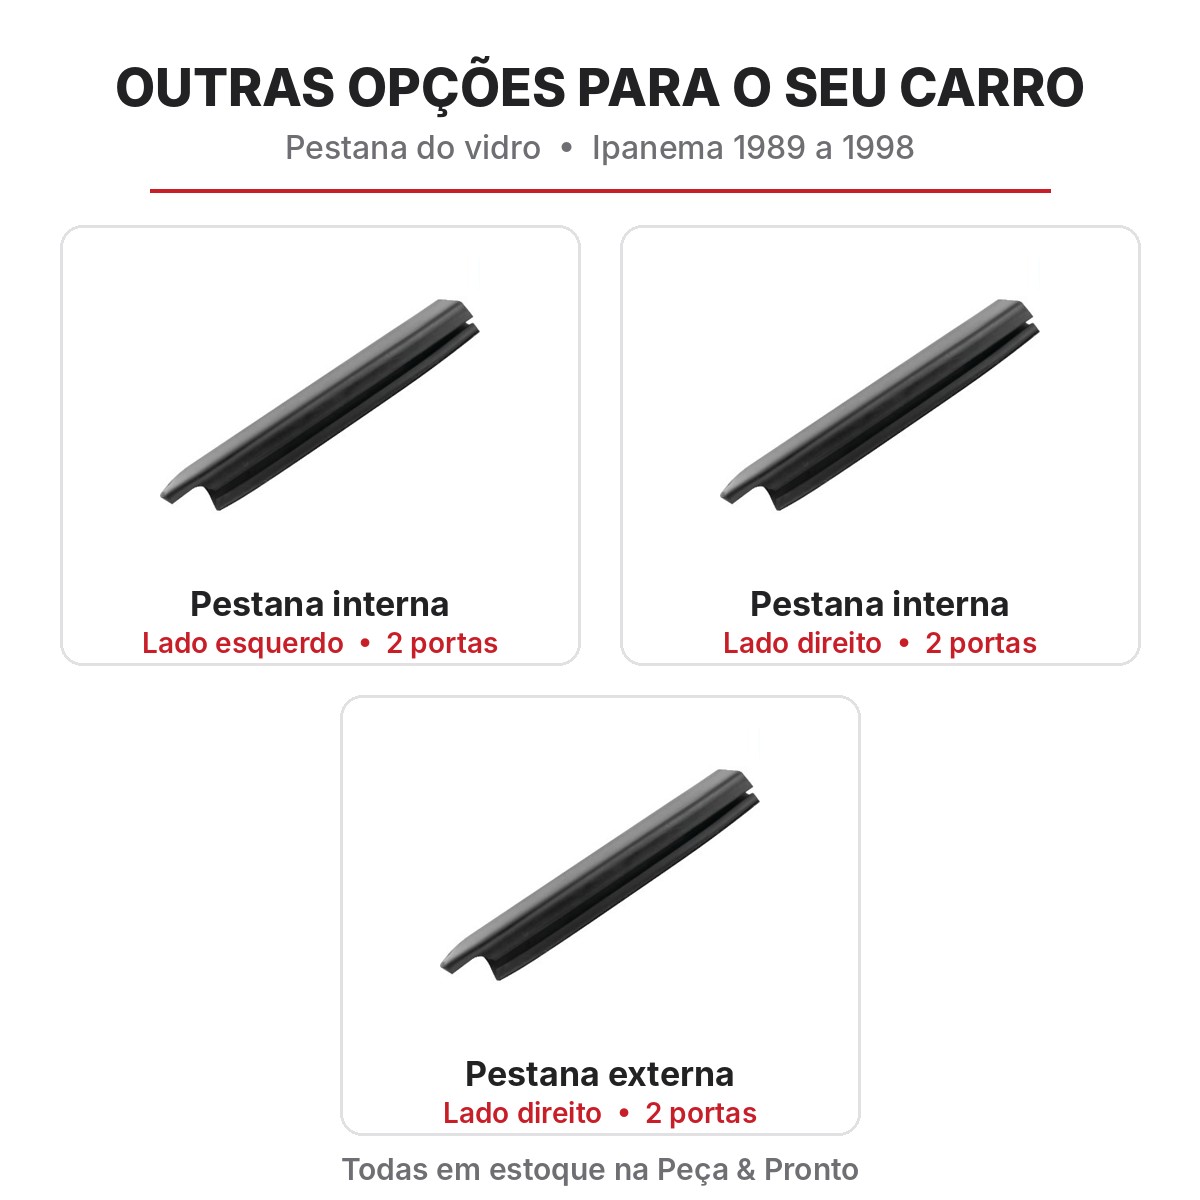 OUTRAS OPÇÕES PARA O SEU CARRO
Pestana do vidro • Ipanema 1989 a 1998
Pestana interna
Lado esquerdo • 2 portas
Pestana interna
Lado direito • 2 portas
Pestana externa
Lado direito • 2 portas
Todas em estoque na Peça & Pronto